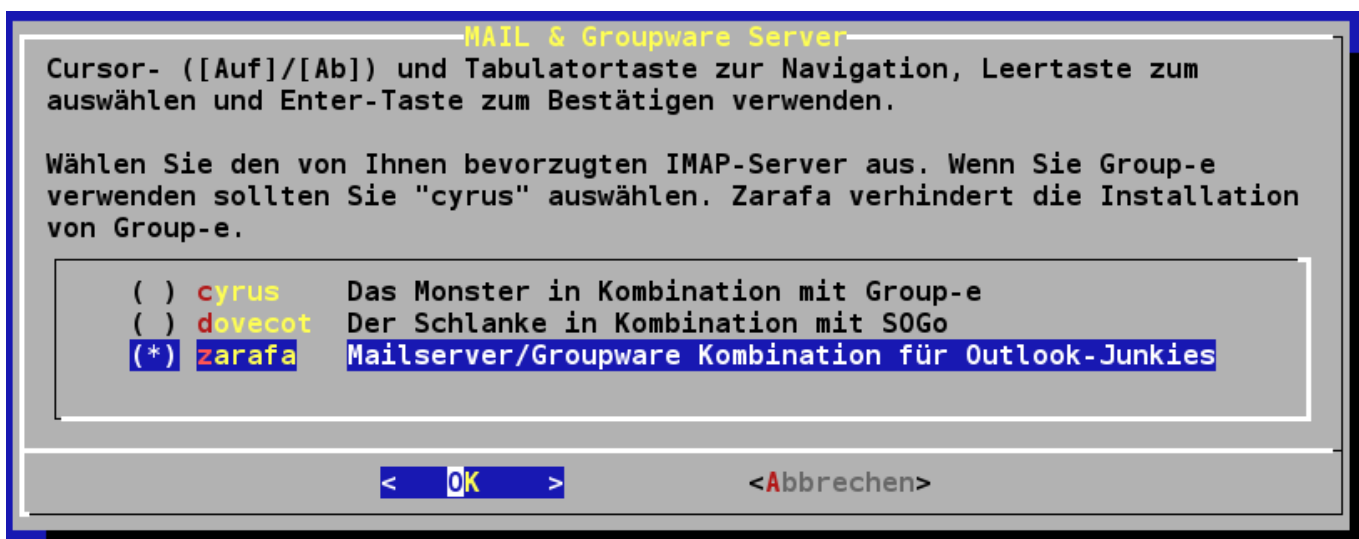 MAIL & Groupware Server
Cursor- ([Auf]/[Ab]) und Tabulatortaste zur Navigation, Leertaste zum
auswählen und Enter-Taste zum Bestätigen verwenden.
Wählen Sie den von Ihnen bevorzugten IMAP-Server aus. Wenn Sie Group-e
verwenden sollten Sie "cyrus" auswählen. Zarafa verhindert die Installation
von Group-e.
( ) cyrus Das Monster in Kombination mit Group-e
( ) dovecot Der Schlanke in Kombination mit SOGo
(*) zarafa Mailserver/Groupware Kombination für Outlook-Junkies
< OK > <Abbrechen>